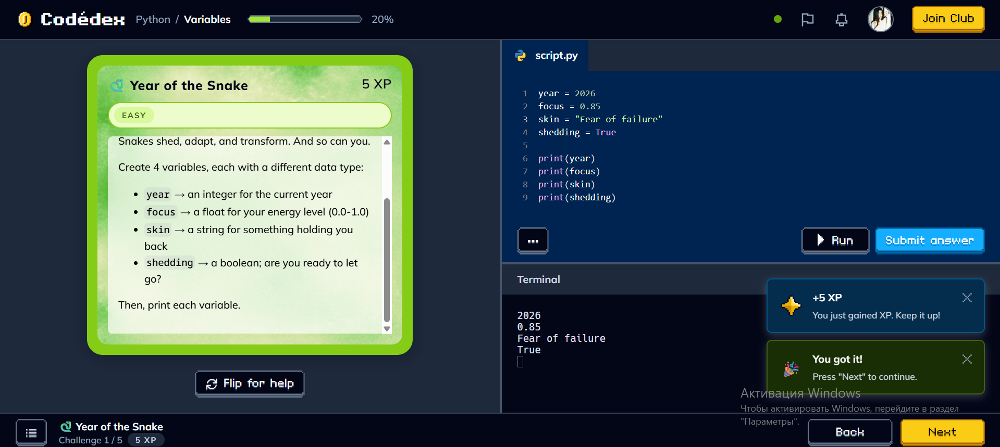 Codédex
Python / Variables
20%
Join Club
Year of the Snake
5 XP
EASY
Snakes shed, adapt, and transform. And so can you.
Create 4 variables, each with a different data type:
year → an integer for the current year
focus → a float for your energy level (0.0-1.0)
skin → a string for something holding you
back
shedding → a boolean; are you ready to let
go?
Then, print each variable.
Flip for help
script.py
1 year = 2026
2 focus = 0.85
3 skin = "Fear of failure"
4 shedding = True
5
6 print(year)
7 print(focus)
8 print(skin)
9 print(shedding)
...
Run
Submit answer
Terminal
2026
0.85
Fear of failure
True
+5 XP
You just gained XP. Keep it up!
You got it!
Press "Next" to continue.
Активация Windows
Чтобы активировать Windows, перейдите в раздел
"Параметры".
Year of the Snake
Challenge 1 / 5
5 XP
Back
Next